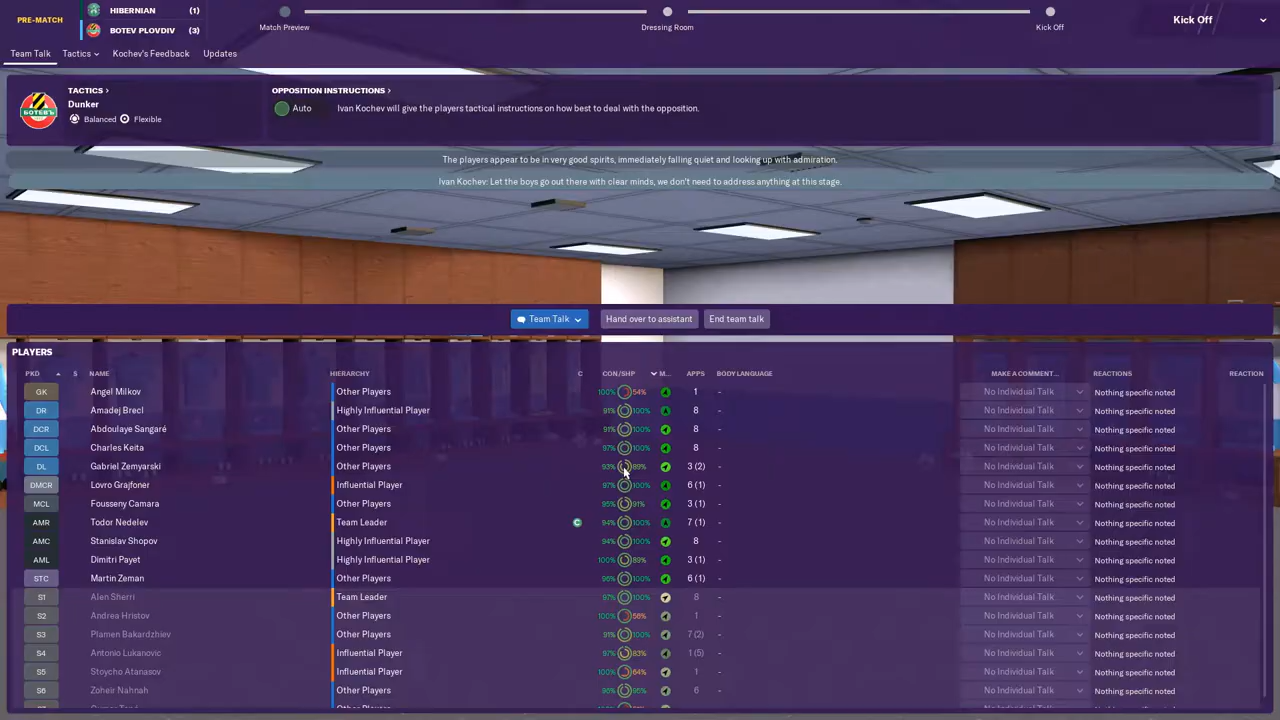 PRE-MATCH
HIBERNIAN (1)
BOTEV PLOVDIV (3)
Match Preview
Dressing Room
Kick Off
Kick Off
Team Talk Tactics Kochev's Feedback Updates
БОТЕВЪ
TACTICS >
Dunker
Balanced Flexible
OPPOSITION INSTRUCTIONS >
Auto Ivan Kochev will give the players tactical instructions on how best to deal with the opposition.
The players appear to be in very good spirits, immediately falling quiet and looking up with admiration.
Ivan Kochev: Let the boys go out there with clear minds, we don't need to address anything at this stage.
Team Talk Hand over to assistant End team talk
PLAYERS
PKD S NAME HIERARCHY C CON/SHP M... APPS BODY LANGUAGE MAKE A COMMENT... REACTIONS REACTION
GK Angel Milkov Other Players 100% 54% 1 - No Individual Talk Nothing specific noted
DR Amadej Brecl Highly Influential Player 91% 100% 8 - No Individual Talk Nothing specific noted
DCR Abdoulaye Sangaré Other Players 91% 100% 8 - No Individual Talk Nothing specific noted
DCL Charles Keita Other Players 97% 100% 8 - No Individual Talk Nothing specific noted
DL Gabriel Zemyarski Other Players 93% 89% 3 (2) - No Individual Talk Nothing specific noted
DMCR Lovro Grajfoner Influential Player 97% 100% 6 (1) - No Individual Talk Nothing specific noted
MCL Fousseny Camara Other Players 95% 91% 3 (1) - No Individual Talk Nothing specific noted
AMR Todor Nedelev Team Leader C 94% 100% 7 (1) - No Individual Talk Nothing specific noted
AMC Stanislav Shopov Highly Influential Player 94% 100% 8 - No Individual Talk Nothing specific noted
AML Dimitri Payet Highly Influential Player 100% 89% 3 (1) - No Individual Talk Nothing specific noted
STC Martin Zeman Other Players 96% 100% 6 (1) - No Individual Talk Nothing specific noted
S1 Alen Sherri Team Leader 97% 100% 8 - No Individual Talk Nothing specific noted
S2 Andrea Hristov Other Players 100% 56% 1 - No Individual Talk Nothing specific noted
S3 Plamen Bakardzhiev Other Players 91% 100% 7 (2) - No Individual Talk Nothing specific noted
S4 Antonio Lukanovic Influential Player 97% 83% 1 (5) - No Individual Talk Nothing specific noted
S5 Stoycho Atanasov Influential Player 100% 64% 1 - No Individual Talk Nothing specific noted
S6 Zoheir Nahnah Other Players 96% 95% 6 - No Individual Talk Nothing specific noted